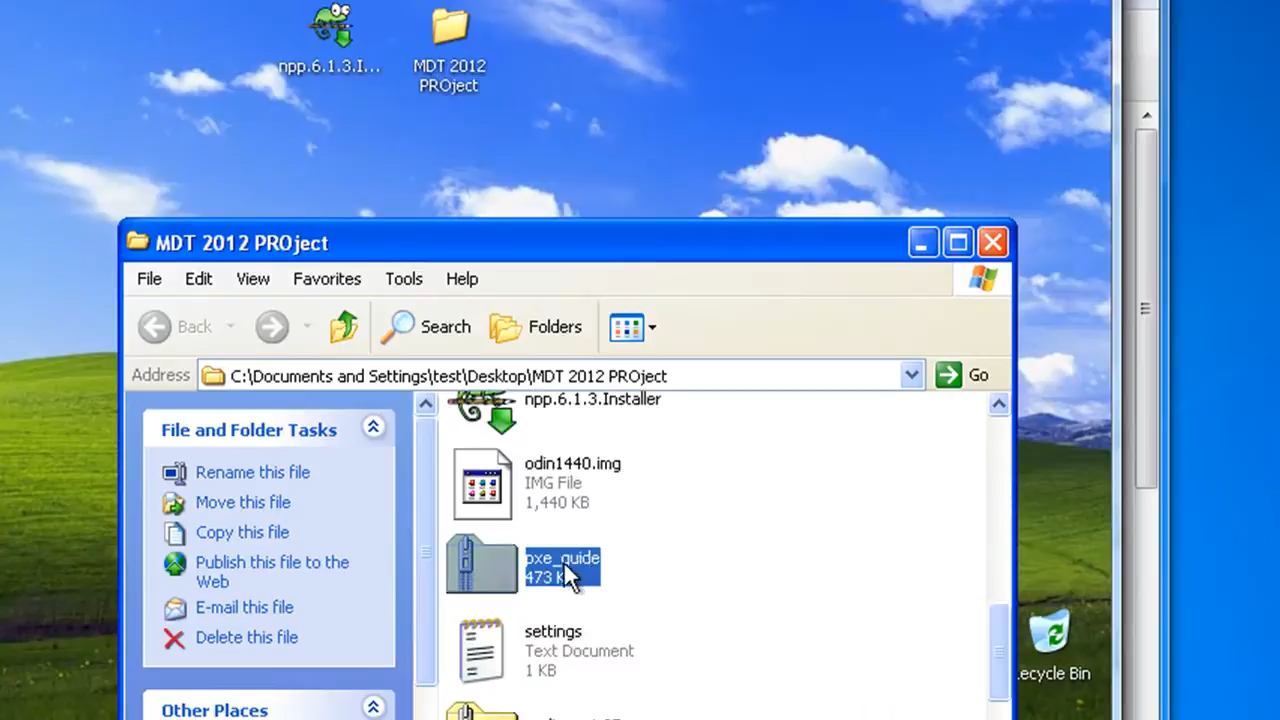 npp.6.1.3.I...
MDT 2012
PROject
MDT 2012 PROject
File Edit View Favorites Tools Help
Back Search Folders
Address C:\Documents and Settings\test\Desktop\MDT 2012 PROject Go
npp.6.1.3.Installer
File and Folder Tasks
Rename this file
Move this file
Copy this file
Publish this file to the
Web
E-mail this file
Delete this file
Other Places
odin1440.img
IMG File
1,440 KB
pxe_guide
473
settings
Text Document
1 KB
ecycle Bin